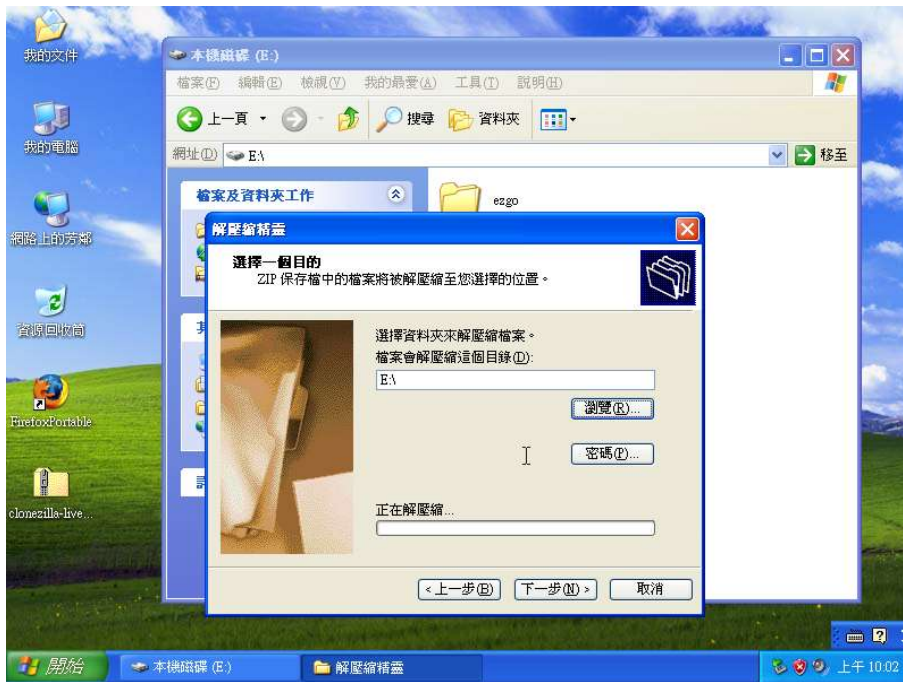 我的文件
我的電腦
網路上的芳鄰
資源回收筒
FirefoxPortable
clonezilla-live...
本機磁碟 (E:)
檔案(F) 編輯(E) 檢視(V) 我的最愛(A) 工具(T) 說明(H)
上一頁 搜尋 資料夾
網址(D) E:\ 移至
檔案及資料夾工作
ezgo
解壓縮精靈
選擇一個目的
ZIP 保存檔中的檔案將被解壓縮至您選擇的位置。
選擇資料夾來解壓縮檔案。
檔案會解壓縮這個目錄(D):
E:\
瀏覽(R)...
密碼(P)...
正在解壓縮...
<上一步(B) 下一步(N)> 取消
開始 本機磁碟 (E:) 解壓縮精靈 上午 10:02